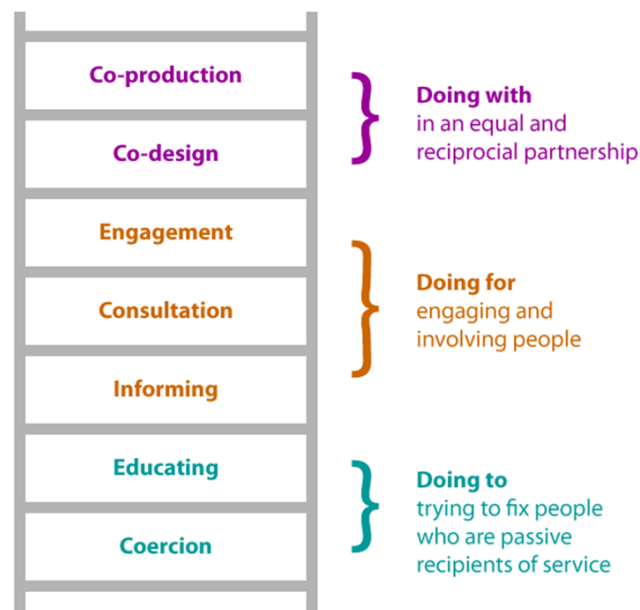 Co-production
Co-design
Doing with
in an equal and
reciprocial partnership
Engagement
Consultation
Informing
Doing for
engaging and
involving people
Educating
Coercion
Doing to
trying to fix people
who are passive
recipients of service